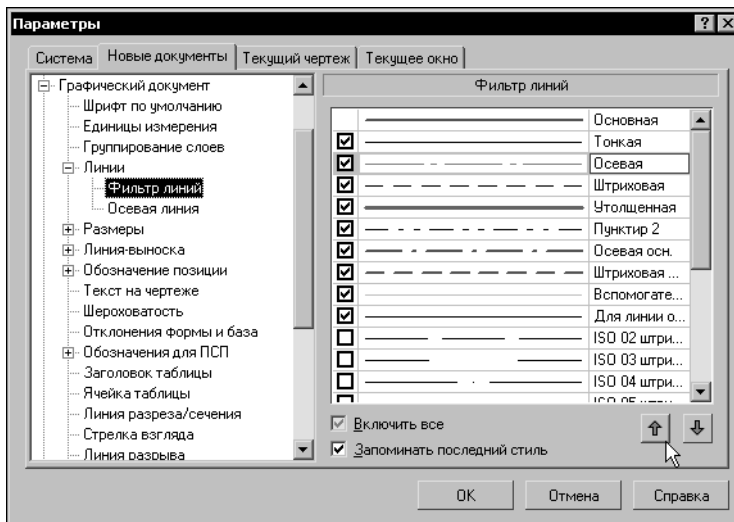 Параметры
Система
Новые документы
Текущий чертеж
Текущее окно
Графический документ
Шрифт по умолчанию
Единицы измерения
Группирование слоев
Линии
Фильтр линий
Осевая линия
Размеры
Линия-выноска
Обозначение позиции
Текст на чертеже
Шероховатость
Отклонения формы и база
Обозначения для ПСП
Заголовок таблицы
Ячейка таблицы
Линия разреза/сечения
Стрелка взгляда
Линия разрыва
Фильтр линий
Основная
Тонкая
Осевая
Штриховая
Утолщенная
Пунктир 2
Осевая осн.
Штриховая ...
Вспомогате...
Для линии о...
ISO 02 штри...
ISO 03 штри...
ISO 04 штри...
Включить все
Запоминать последний стиль
OK
Отмена
Справка